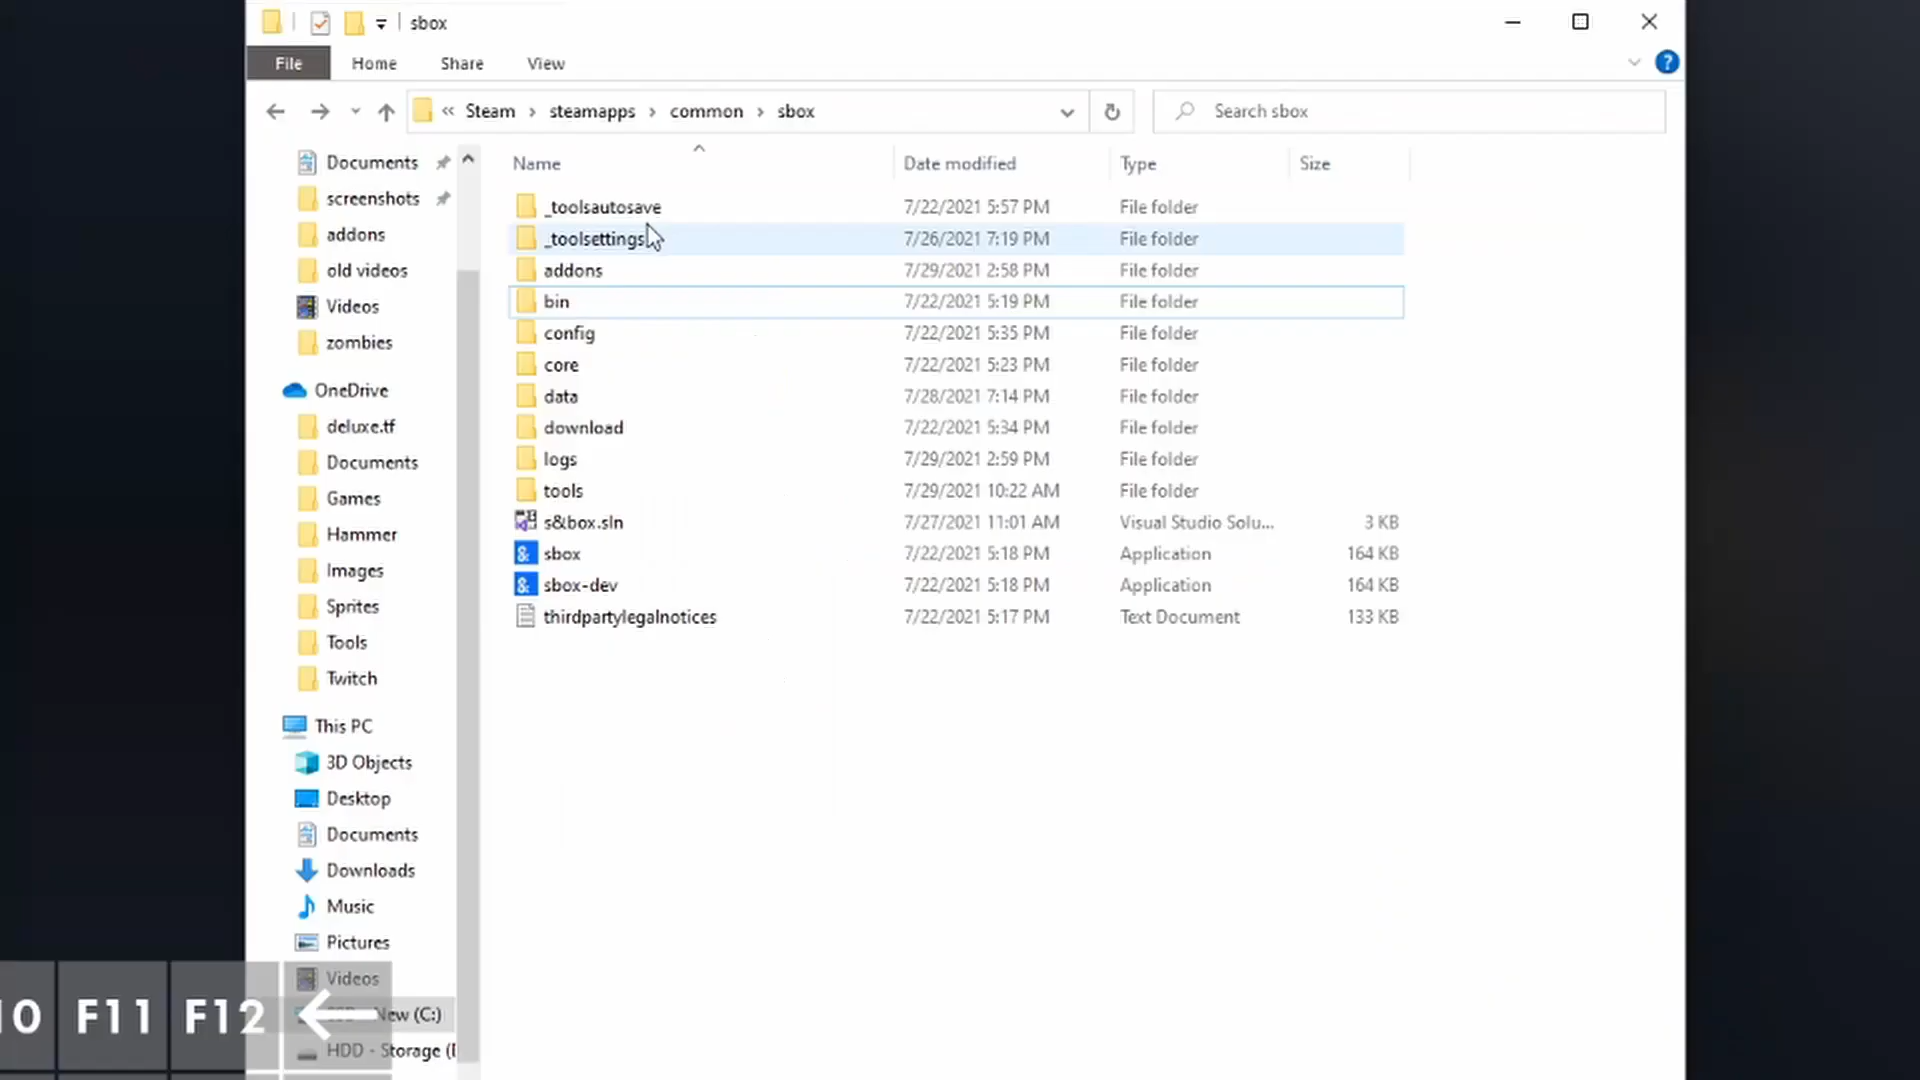 sbox
File Home Share View
« Steam > steamapps > common > sbox
Search sbox
Documents
screenshots
addons
old videos
Videos
zombies
OneDrive
deluxe.tf
Documents
Games
Hammer
Images
Sprites
Tools
Twitch
This PC
3D Objects
Desktop
Documents
Downloads
Music
Pictures
Videos
New (C:)
HDD - Storage (
Name Date modified Type Size
_toolsautosave 7/22/2021 5:57 PM File folder
_toolsettings 7/26/2021 7:19 PM File folder
addons 7/29/2021 2:58 PM File folder
bin 7/22/2021 5:19 PM File folder
config 7/22/2021 5:35 PM File folder
core 7/22/2021 5:23 PM File folder
data 7/28/2021 7:14 PM File folder
download 7/22/2021 5:34 PM File folder
logs 7/29/2021 2:59 PM File folder
tools 7/29/2021 10:22 AM File folder
s&box.sln 7/27/2021 11:01 AM Visual Studio Solu... 3 KB
sbox 7/22/2021 5:18 PM Application 164 KB
sbox-dev 7/22/2021 5:18 PM Application 164 KB
thirdpartylegalnotices 7/22/2021 5:17 PM Text Document 133 KB
10 F11 F12 ←